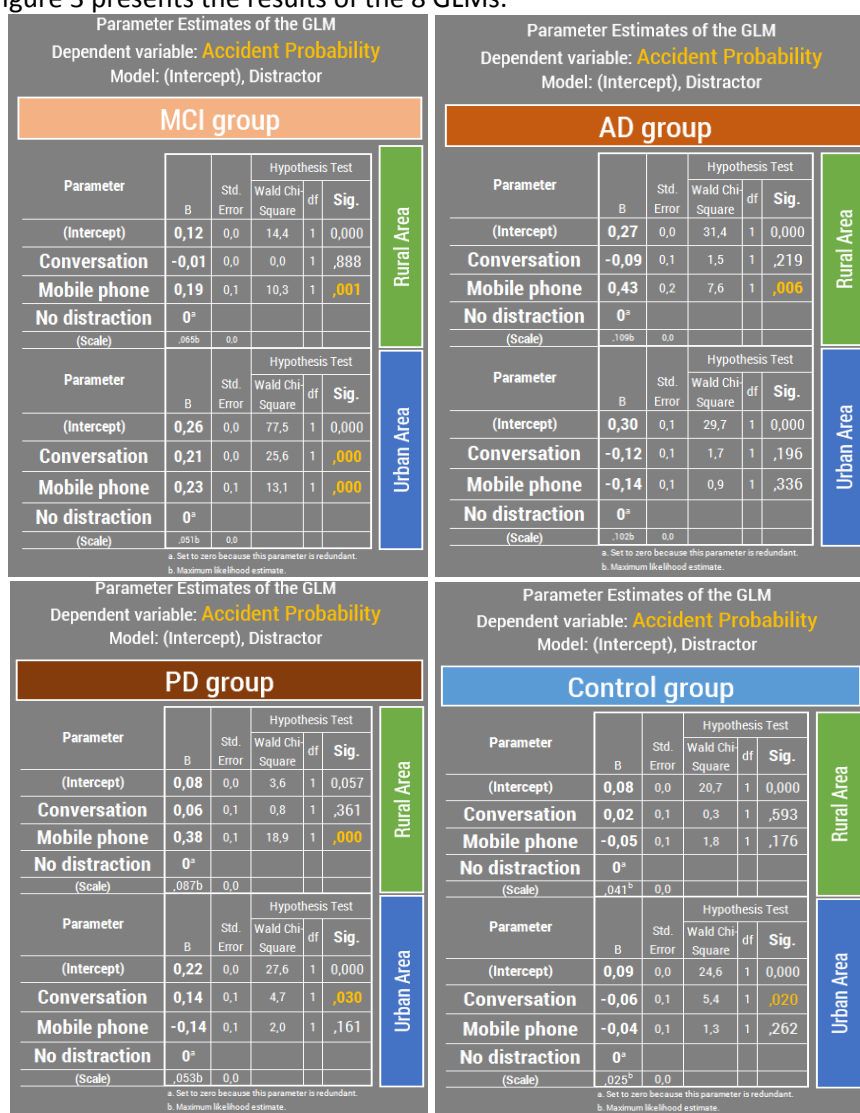 igure 3 presents the results of the 8 GLMs.
Parameter Estimates of the GLM
Dependent variable: Accident Probability
Model: (Intercept), Distractor
MCI group
Parameter B Std. Error Hypothesis Test Wald Chi-Square df Sig.
(Intercept) 0,12 0,0 14,4 1 0,000
Conversation -0,01 0,0 0,0 1 ,888
Mobile phone 0,19 0,1 10,3 1 ,001
No distraction 0a
(Scale) ,065b 0,0
Rural Area
Parameter B Std. Error Hypothesis Test Wald Chi-Square df Sig.
(Intercept) 0,26 0,0 77,5 1 0,000
Conversation 0,21 0,0 25,6 1 ,000
Mobile phone 0,23 0,1 13,1 1 ,000
No distraction 0a
(Scale) ,051b 0,0
Urban Area
a. Set to zero because this parameter is redundant.
b. Maximum likelihood estimate.
Parameter Estimates of the GLM
Dependent variable: Accident Probability
Model: (Intercept), Distractor
AD group
Parameter B Std. Error Hypothesis Test Wald Chi-Square df Sig.
(Intercept) 0,27 0,0 31,4 1 0,000
Conversation -0,09 0,1 1,5 1 ,219
Mobile phone 0,43 0,2 7,6 1 ,006
No distraction 0a
(Scale) ,109b 0,0
Rural Area
Parameter B Std. Error Hypothesis Test Wald Chi-Square df Sig.
(Intercept) 0,30 0,1 29,7 1 0,000
Conversation -0,12 0,1 1,7 1 ,196
Mobile phone -0,14 0,1 0,9 1 ,336
No distraction 0a
(Scale) ,102b 0,0
Urban Area
a. Set to zero because this parameter is redundant.
b. Maximum likelihood estimate.
Parameter Estimates of the GLM
Dependent variable: Accident Probability
Model: (Intercept), Distractor
PD group
Parameter B Std. Error Hypothesis Test Wald Chi-Square df Sig.
(Intercept) 0,08 0,0 3,6 1 0,057
Conversation 0,06 0,1 0,8 1 ,361
Mobile phone 0,38 0,1 18,9 1 ,000
No distraction 0a
(Scale) ,087b 0,0
Rural Area
Parameter B Std. Error Hypothesis Test Wald Chi-Square df Sig.
(Intercept) 0,22 0,0 27,6 1 0,000
Conversation 0,14 0,1 4,7 1 ,030
Mobile phone -0,14 0,1 2,0 1 ,161
No distraction 0a
(Scale) ,053b 0,0
Urban Area
a. Set to zero because this parameter is redundant.
b. Maximum likelihood estimate.
Parameter Estimates of the GLM
Dependent variable: Accident Probability
Model: (Intercept), Distractor
Control group
Parameter B Std. Error Hypothesis Test Wald Chi-Square df Sig.
(Intercept) 0,08 0,0 20,7 1 0,000
Conversation 0,02 0,1 0,3 1 ,593
Mobile phone -0,05 0,1 1,8 1 ,176
No distraction 0a
(Scale) ,041b 0,0
Rural Area
Parameter B Std. Error Hypothesis Test Wald Chi-Square df Sig.
(Intercept) 0,09 0,0 24,6 1 0,000
Conversation -0,06 0,1 5,4 1 ,020
Mobile phone -0,04 0,1 1,3 1 ,262
No distraction 0a
(Scale) ,025b 0,0
Urban Area
a. Set to zero because this parameter is redundant.
b. Maximum likelihood estimate.